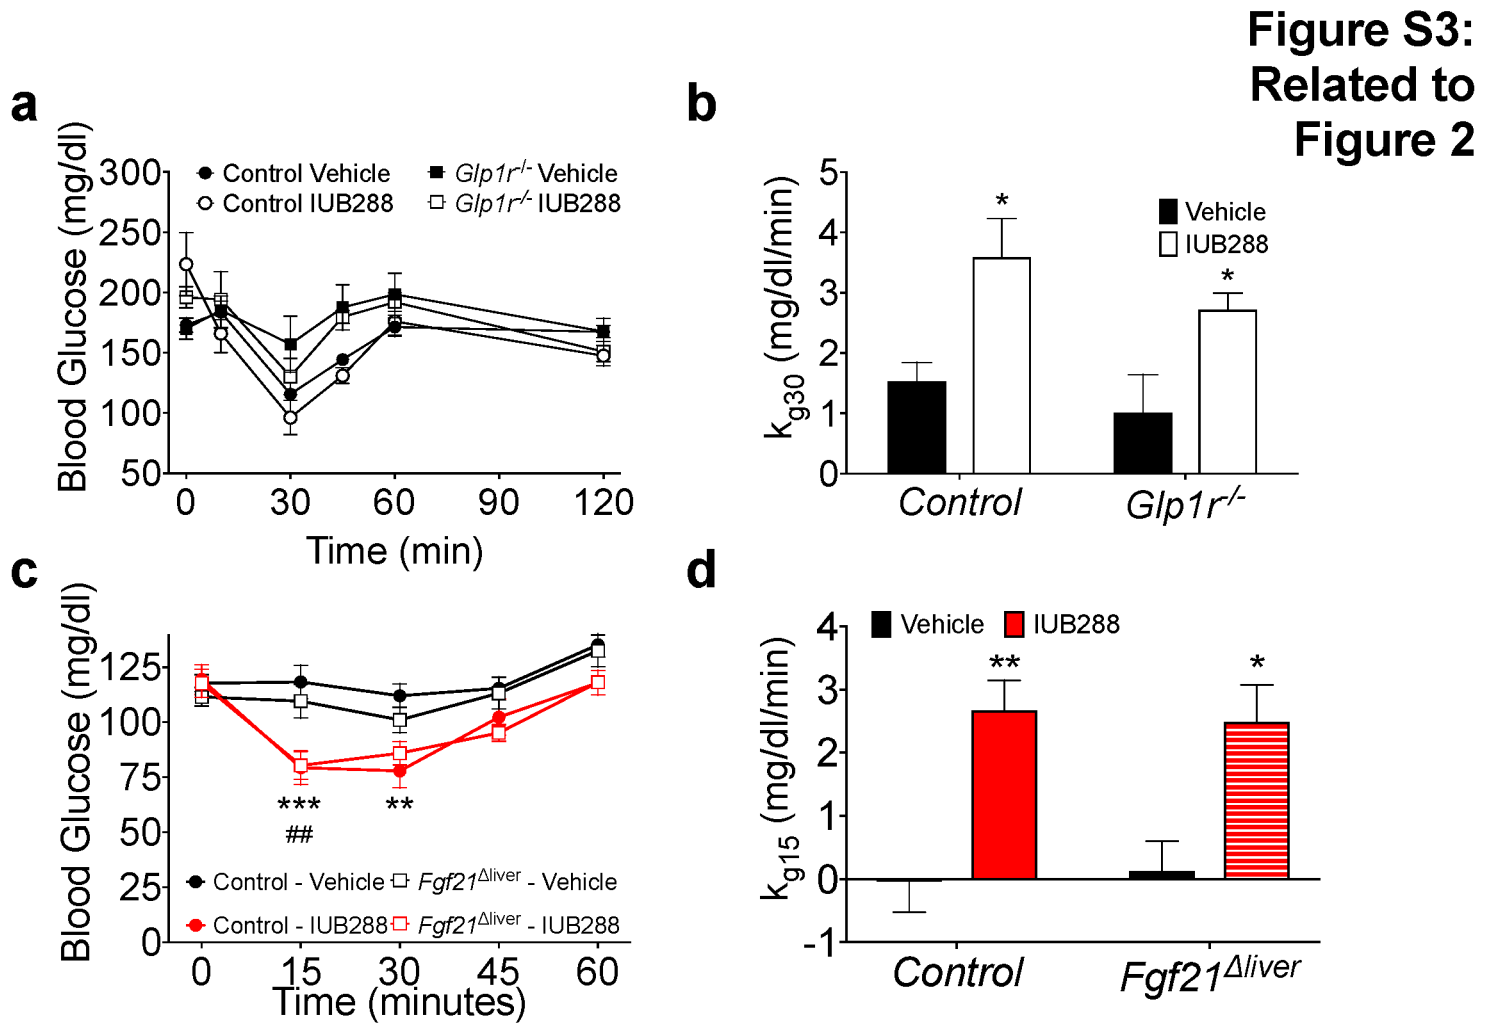 Figure S3:
Related to
Figure 2
a
Blood Glucose (mg/dl)
300
250
200
150
100
50
Control Vehicle
Control IUB288
Glp1r-/- Vehicle
Glp1r-/- IUB288
0 30 60 90 120
Time (min)
b
kg30 (mg/dl/min)
5
4
3
2
1
0
* *
Vehicle
IUB288
Control Glp1r-/-
c
Blood Glucose (mg/dl)
125
100
75
50
25
0
*** **
##
Control - Vehicle
Fgf21Δliver - Vehicle
Control - IUB288
Fgf21Δliver - IUB288
0 15 30 45 60
Time (minutes)
d
kg15 (mg/dl/min)
4
3
2
1
0
-1
Vehicle IUB288
** *
Control Fgf21Δliver